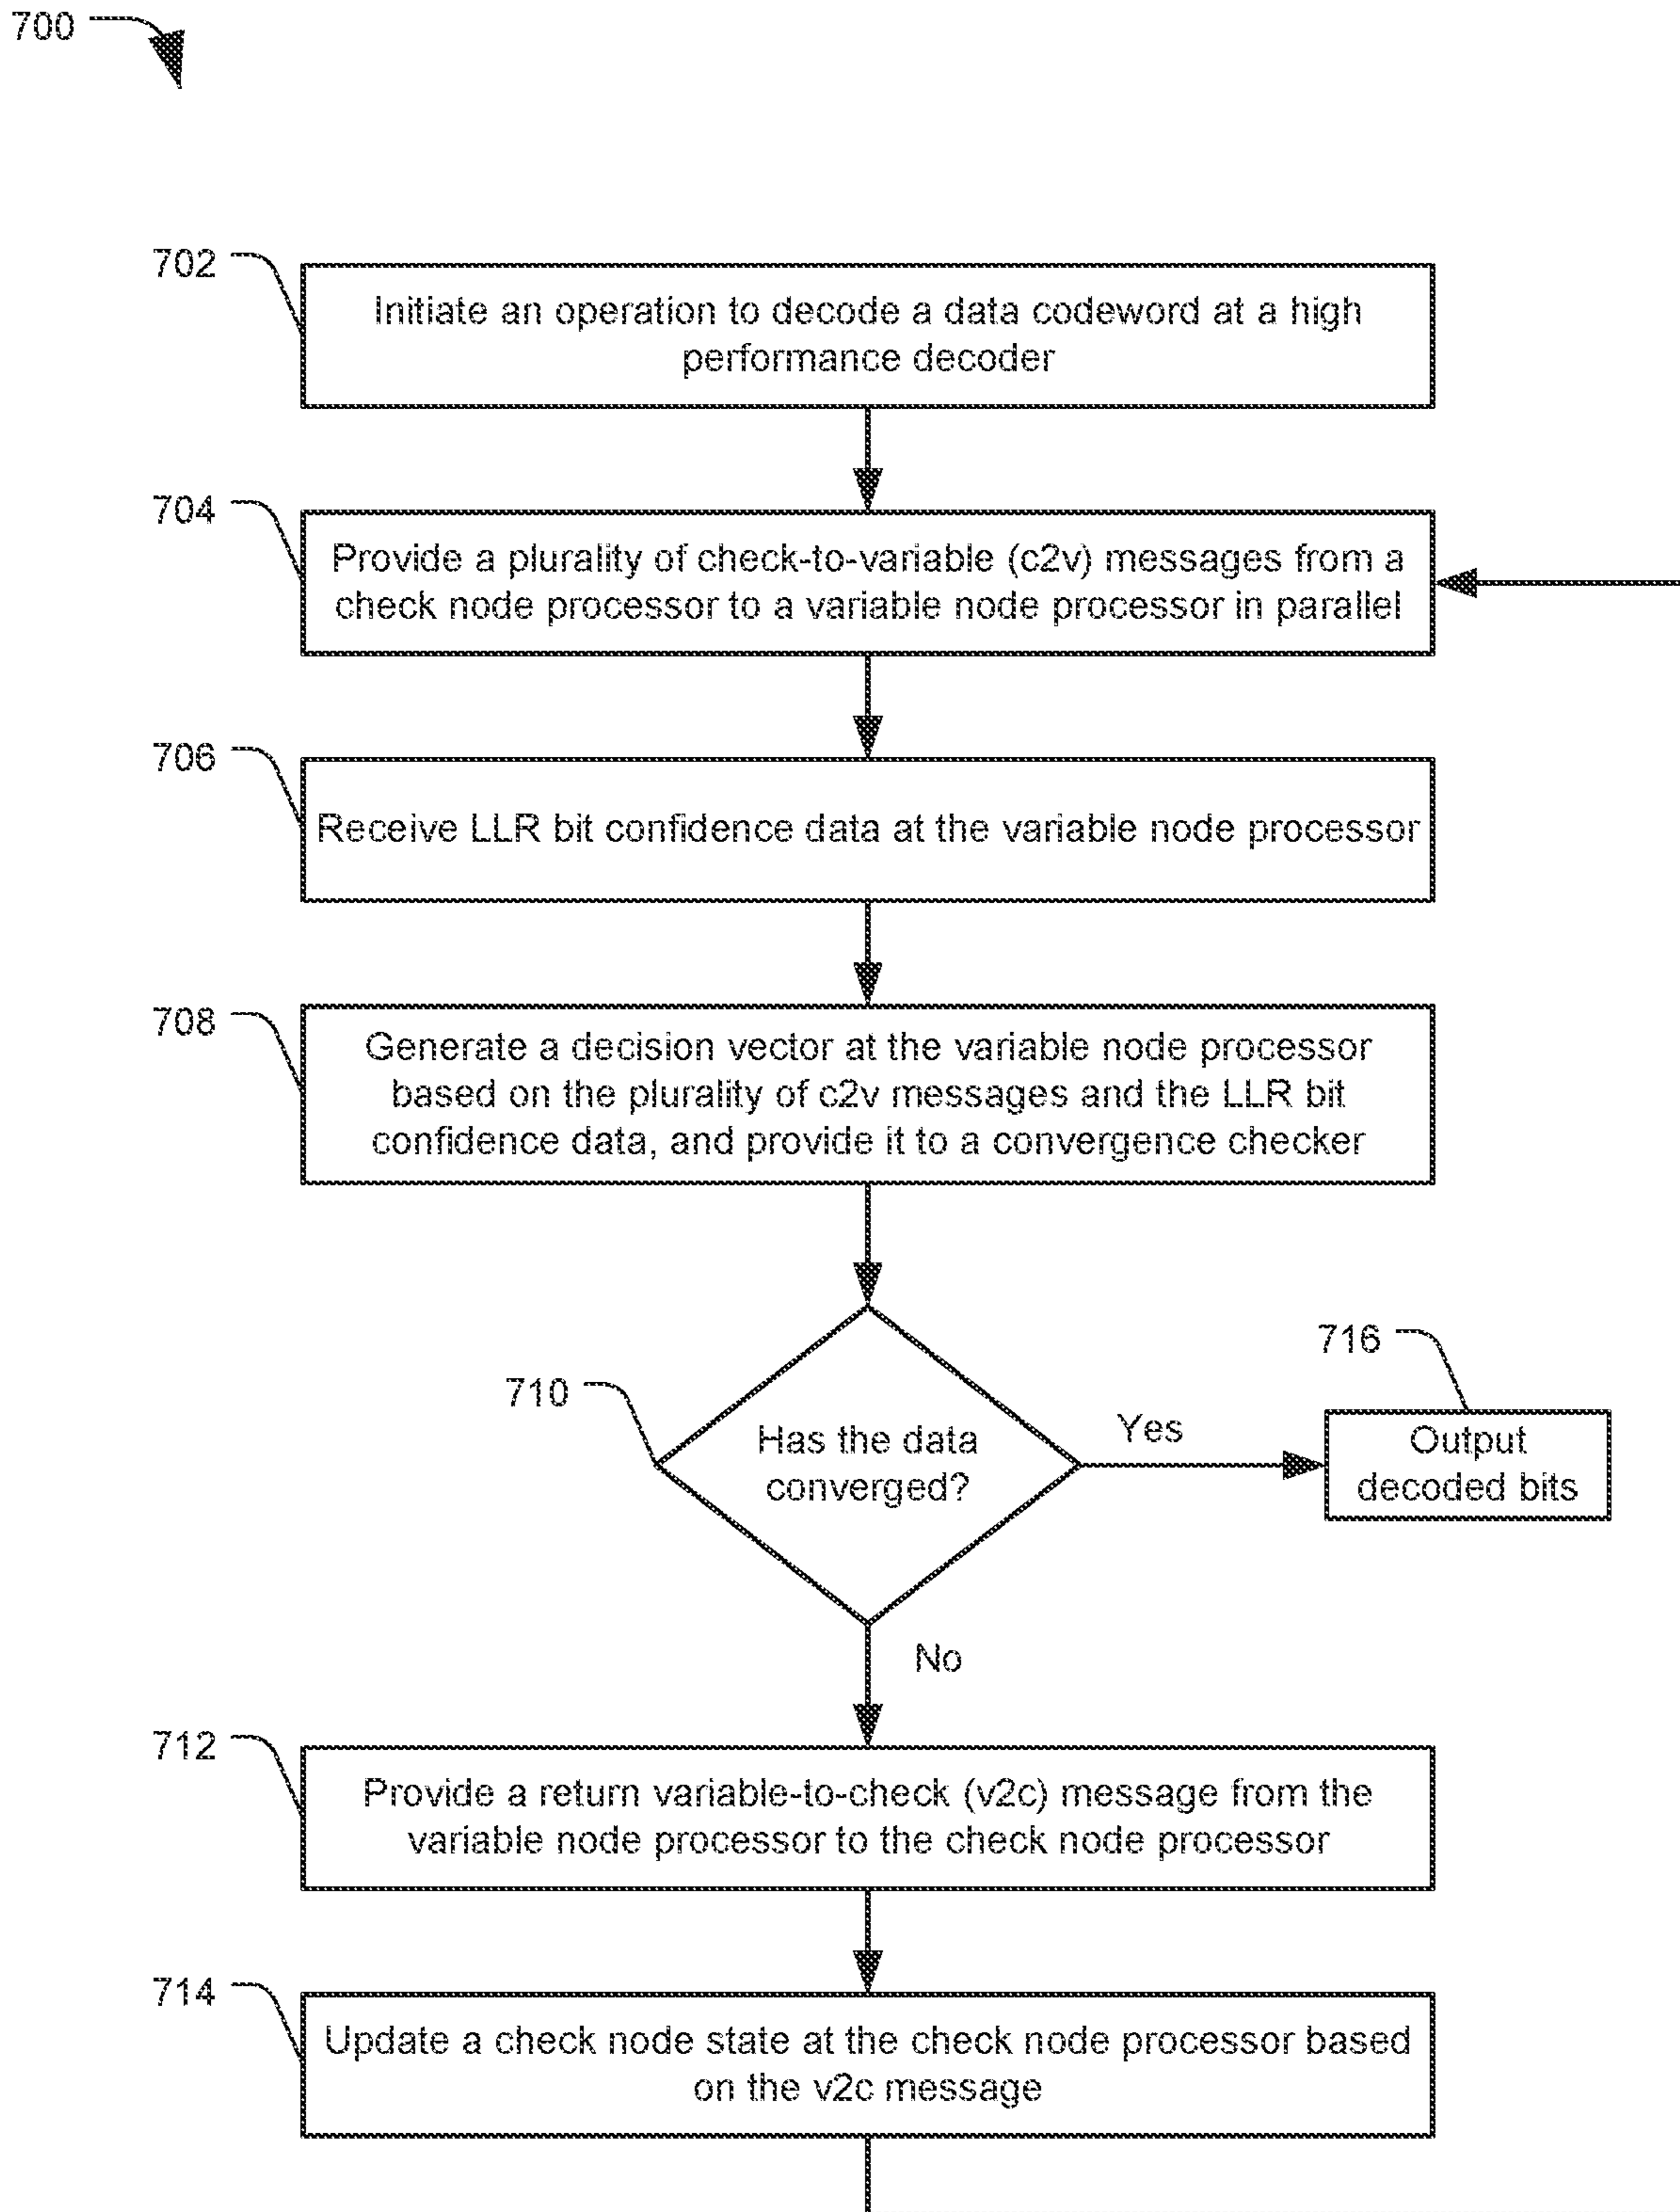 700
702
Initiate an operation to decode a data codeword at a high
performance decoder
704
Provide a plurality of check-to-variable (c2v) messages from a
check node processor to a variable node processor in parallel
706
Receive LLR bit confidence data at the variable node processor
708
Generate a decision vector at the variable node processor
based on the plurality of c2v messages and the LLR bit
confidence data, and provide it to a convergence checker
710
Has the data
converged?
Yes
716
Output
decoded bits
No
712
Provide a return variable-to-check (v2c) message from the
variable node processor to the check node processor
714
Update a check node state at the check node processor based
on the v2c message